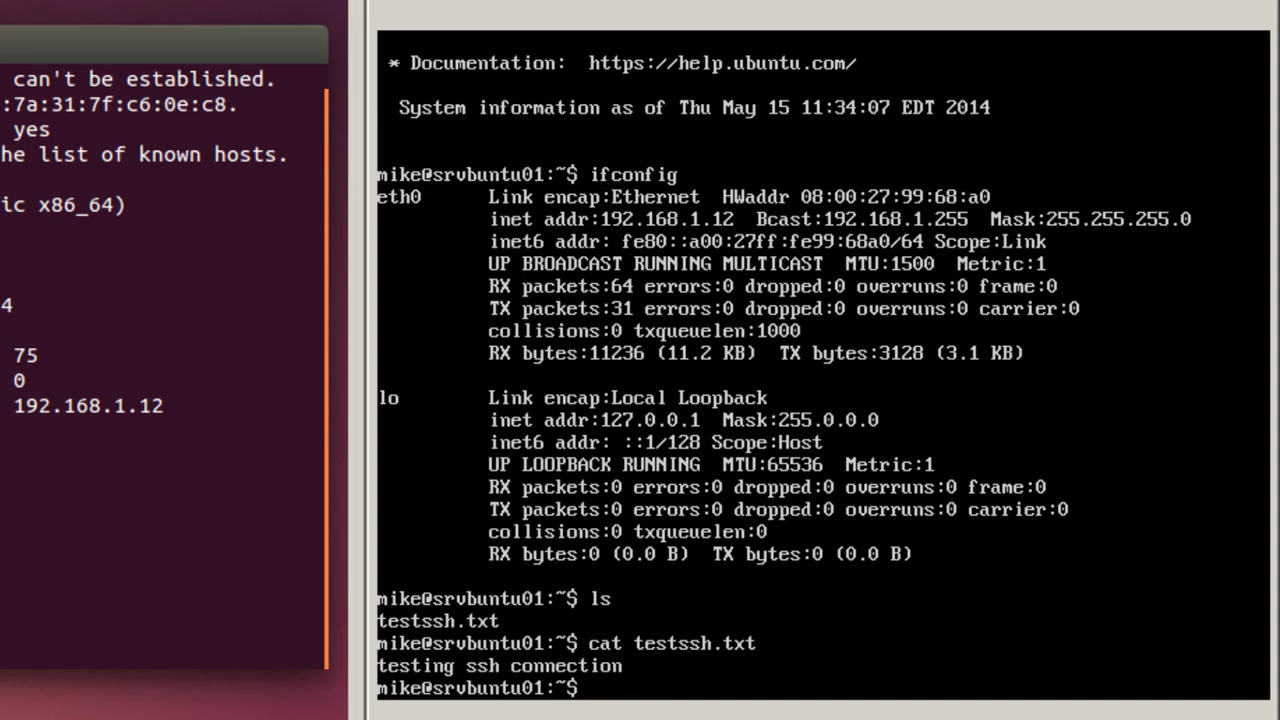 can't be established.
:7a:31:7f:c6:0e:c8.
yes
he list of known hosts.
ic x86_64)
4
75
0
192.168.1.12
* Documentation:  https://help.ubuntu.com/
System information as of Thu May 15 11:34:07 EDT 2014
mike@srvbuntu01:~$ ifconfig
eth0      Link encap:Ethernet  HWaddr 08:00:27:99:68:a0
inet addr:192.168.1.12  Bcast:192.168.1.255  Mask:255.255.255.0
inet6 addr: fe80::a00:27ff:fe99:68a0/64 Scope:Link
UP BROADCAST RUNNING MULTICAST  MTU:1500  Metric:1
RX packets:64 errors:0 dropped:0 overruns:0 frame:0
TX packets:31 errors:0 dropped:0 overruns:0 carrier:0
collisions:0 txqueuelen:1000
RX bytes:11236 (11.2 KB)  TX bytes:3128 (3.1 KB)
lo        Link encap:Local Loopback
inet addr:127.0.0.1  Mask:255.0.0.0
inet6 addr: ::1/128 Scope:Host
UP LOOPBACK RUNNING  MTU:65536  Metric:1
RX packets:0 errors:0 dropped:0 overruns:0 frame:0
TX packets:0 errors:0 dropped:0 overruns:0 carrier:0
collisions:0 txqueuelen:0
RX bytes:0 (0.0 B)  TX bytes:0 (0.0 B)
mike@srvbuntu01:~$ ls
testssh.txt
mike@srvbuntu01:~$ cat testssh.txt
testing ssh connection
mike@srvbuntu01:~$